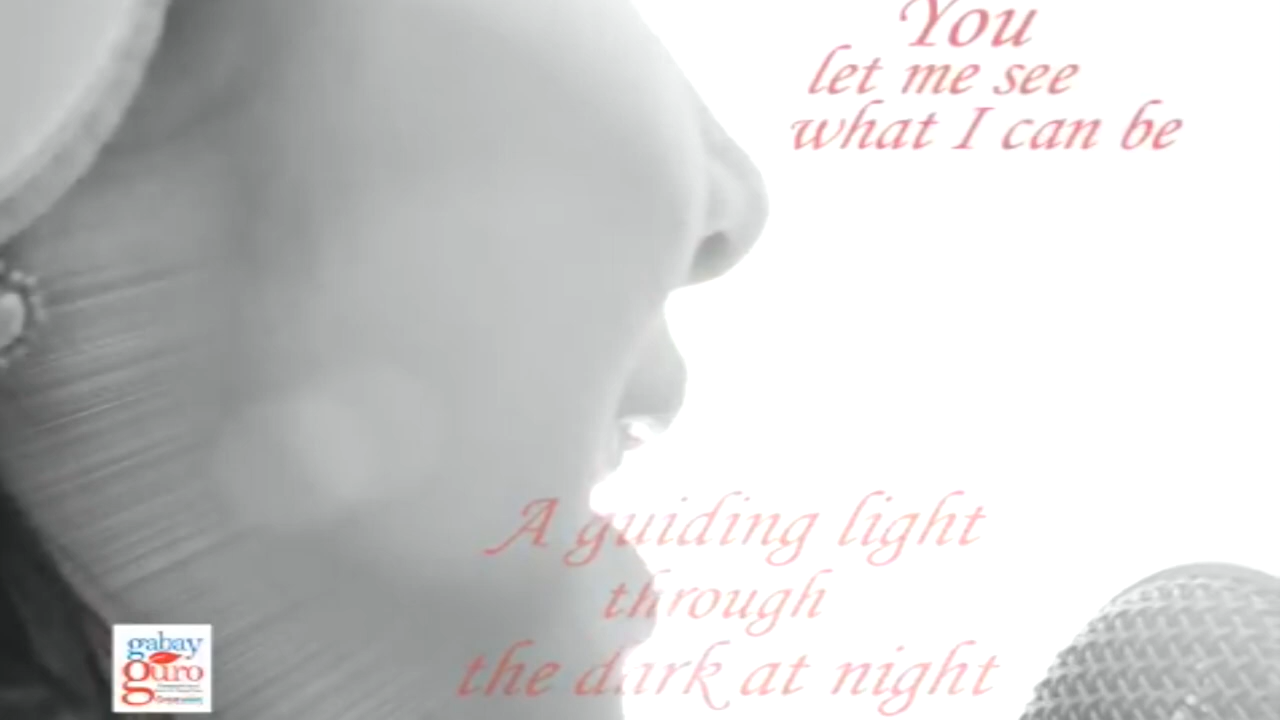 You
let me see
what I can be
A guiding light
through
the dark at night
gabay
guro